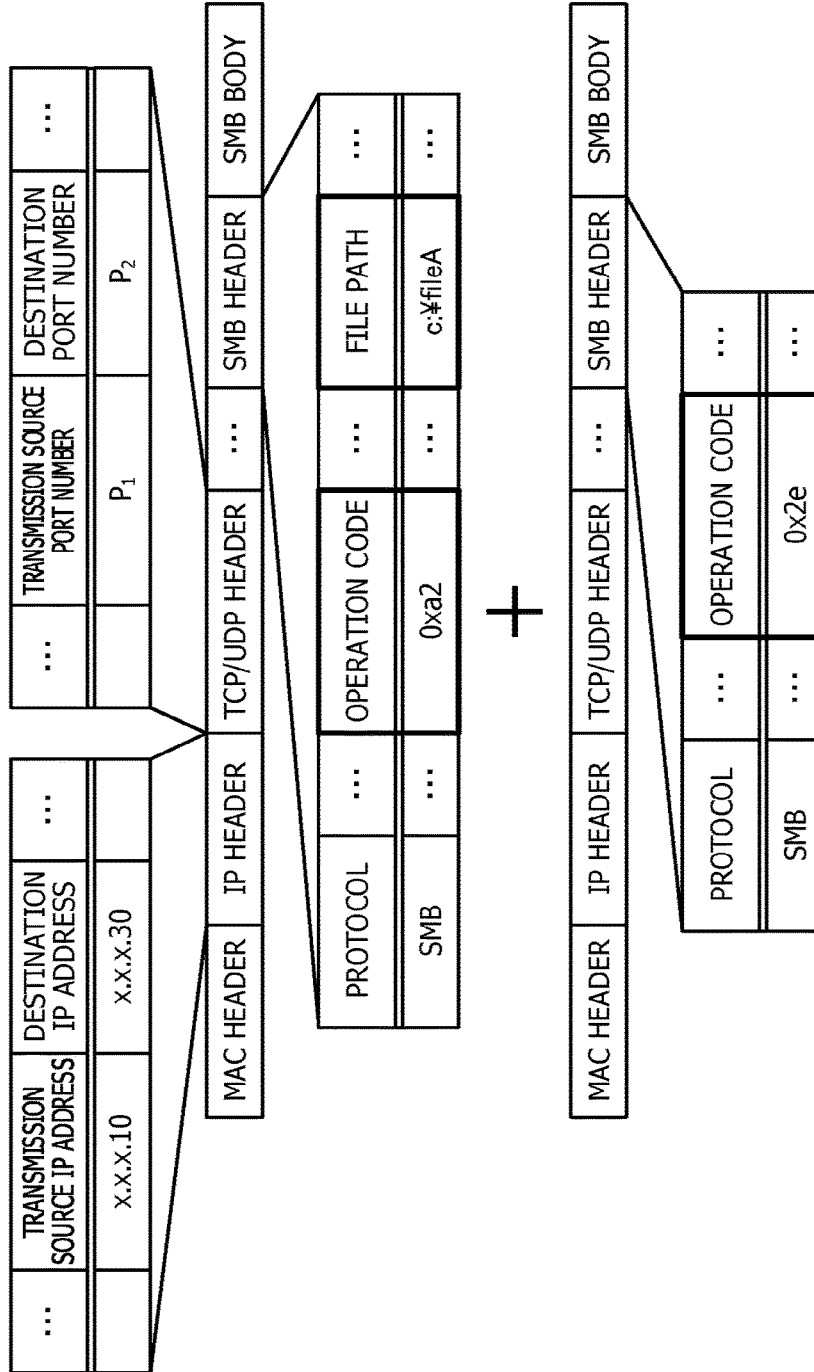 ...
TRANSMISSION
SOURCE IP ADDRESS
DESTINATION
IP ADDRESS
...
x.x.x.10
x.x.x.30
...
TRANSMISSION SOURCE
PORT NUMBER
DESTINATION
PORT NUMBER
...
P1
P2
MAC HEADER
IP HEADER
TCP/UDP HEADER
...
SMB HEADER
SMB BODY
PROTOCOL
...
OPERATION CODE
...
FILE PATH
...
SMB
...
0xa2
...
c:¥fileA
...
+
MAC HEADER
IP HEADER
TCP/UDP HEADER
...
SMB HEADER
SMB BODY
PROTOCOL
...
OPERATION CODE
...
SMB
...
0x2e
...